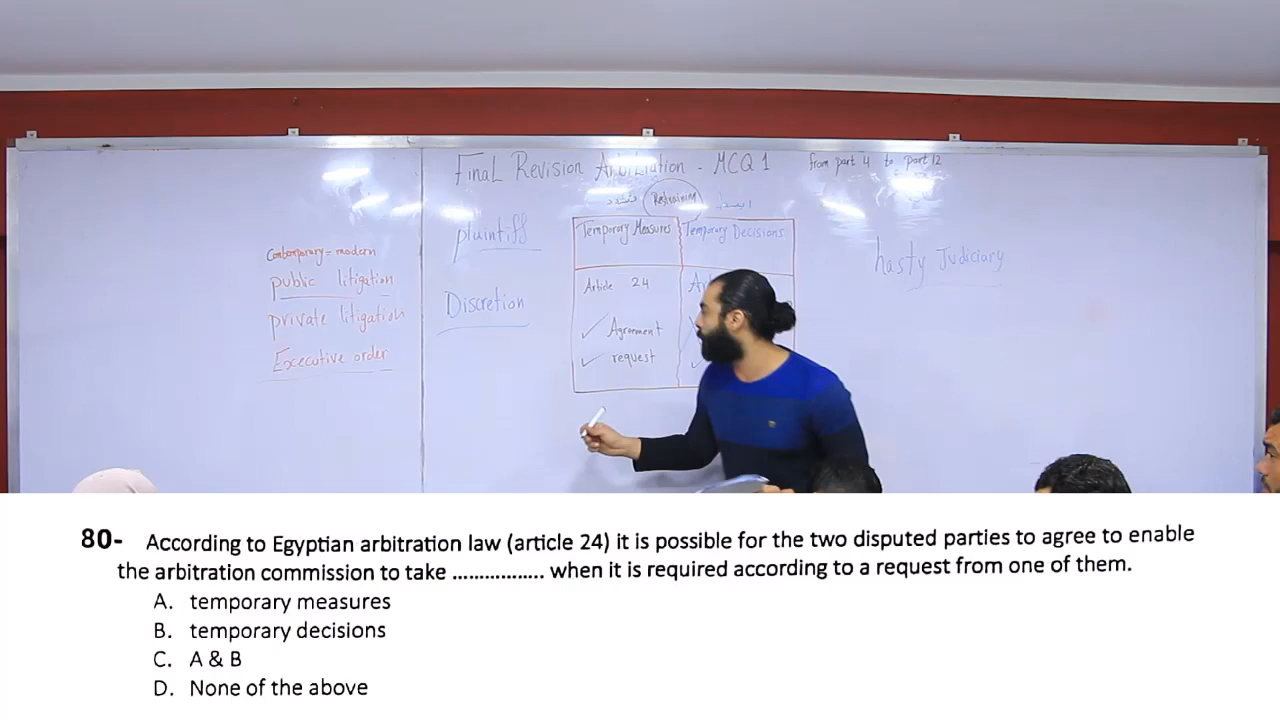 Final Revision Arbitration - MCQ 1 from part 4 to part 12
Restraining
plaintiff
Discretion
Contemporary = modern
public litigation
private litigation
Excecutive order
Temporary Measures Temporary Decisions
Article 24
✓ Agreement
✓ request
hasty Judiciary
80- According to Egyptian arbitration law (article 24) it is possible for the two disputed parties to agree to enable
the arbitration commission to take ................. when it is required according to a request from one of them.
A. temporary measures
B. temporary decisions
C. A & B
D. None of the above